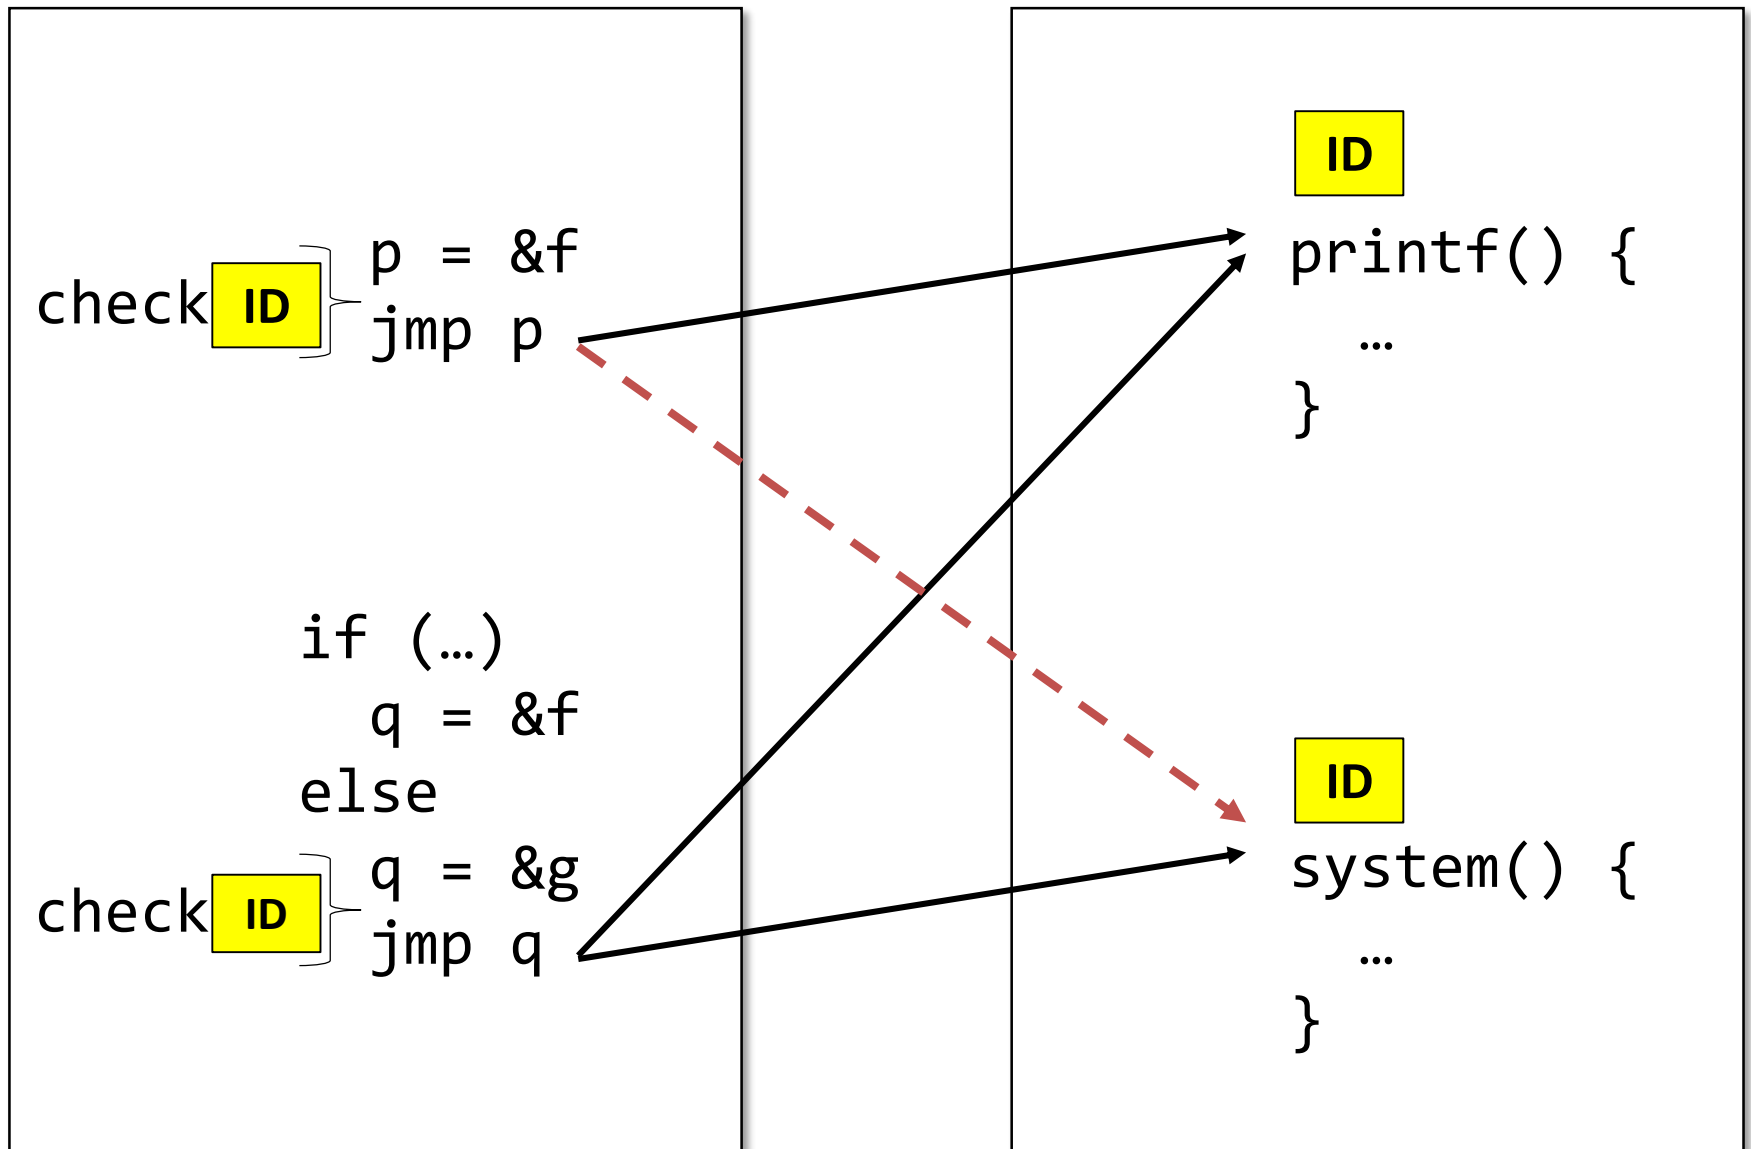 p = &f
check ID
jmp p
if (…)
q = &f
else
q = &g
check ID
jmp q
ID
printf() {
…
}
ID
system() {
…
}